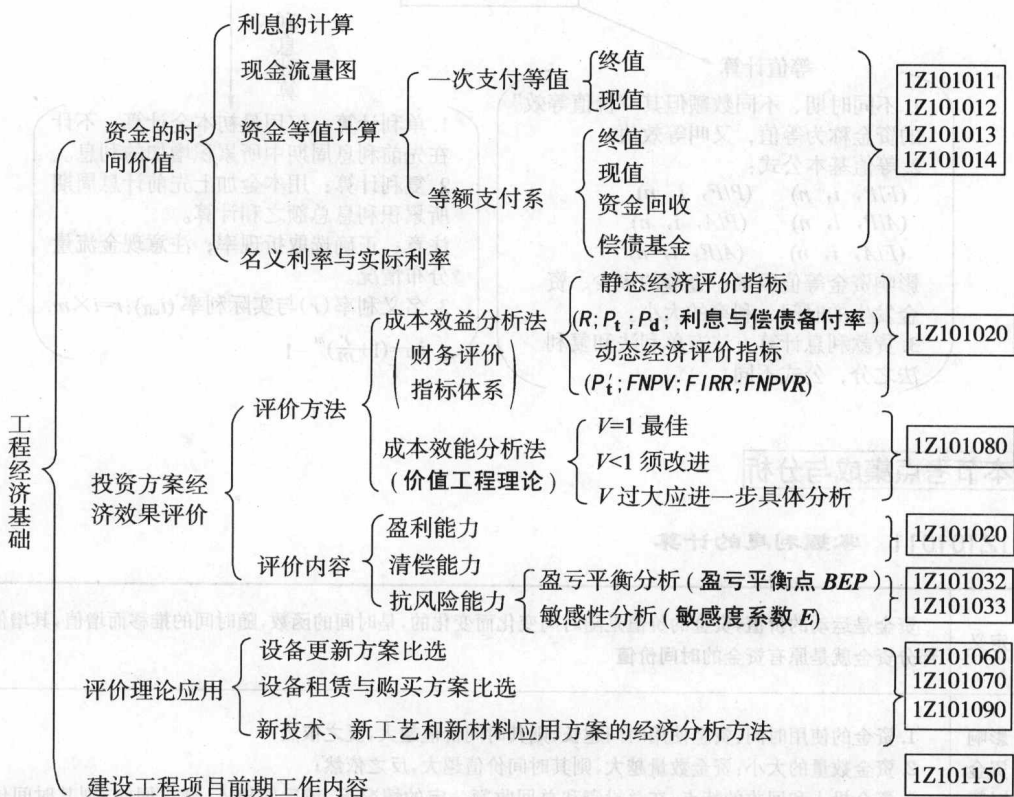 利息的计算
现金流量图
资金的时间价值
资金等值计算
一次支付等值
终值
现值
等额支付系
终值
现值
资金回收
偿债基金
名义利率与实际利率
1Z101011
1Z101012
1Z101013
1Z101014
工程经济基础
投资方案经济效果评价
评价方法
成本效益分析法
(财务评价指标体系)
静态经济评价指标
(R; Pt; Pd; 利息与偿债备付率)
动态经济评价指标
(P't; FNPV; FIRR; FNPVR)
1Z101020
成本效能分析法
(价值工程理论)
V=1 最佳
V<1 须改进
V 过大应进一步具体分析
1Z101080
评价内容
盈利能力
清偿能力
1Z101020
抗风险能力
盈亏平衡分析 (盈亏平衡点 BEP)
敏感性分析 (敏感度系数 E)
1Z101032
1Z101033
评价理论应用
设备更新方案比选
设备租赁与购买方案比选
新技术、新工艺和新材料应用方案的经济分析方法
1Z101060
1Z101070
1Z101090
建设工程项目前期工作内容
1Z101150